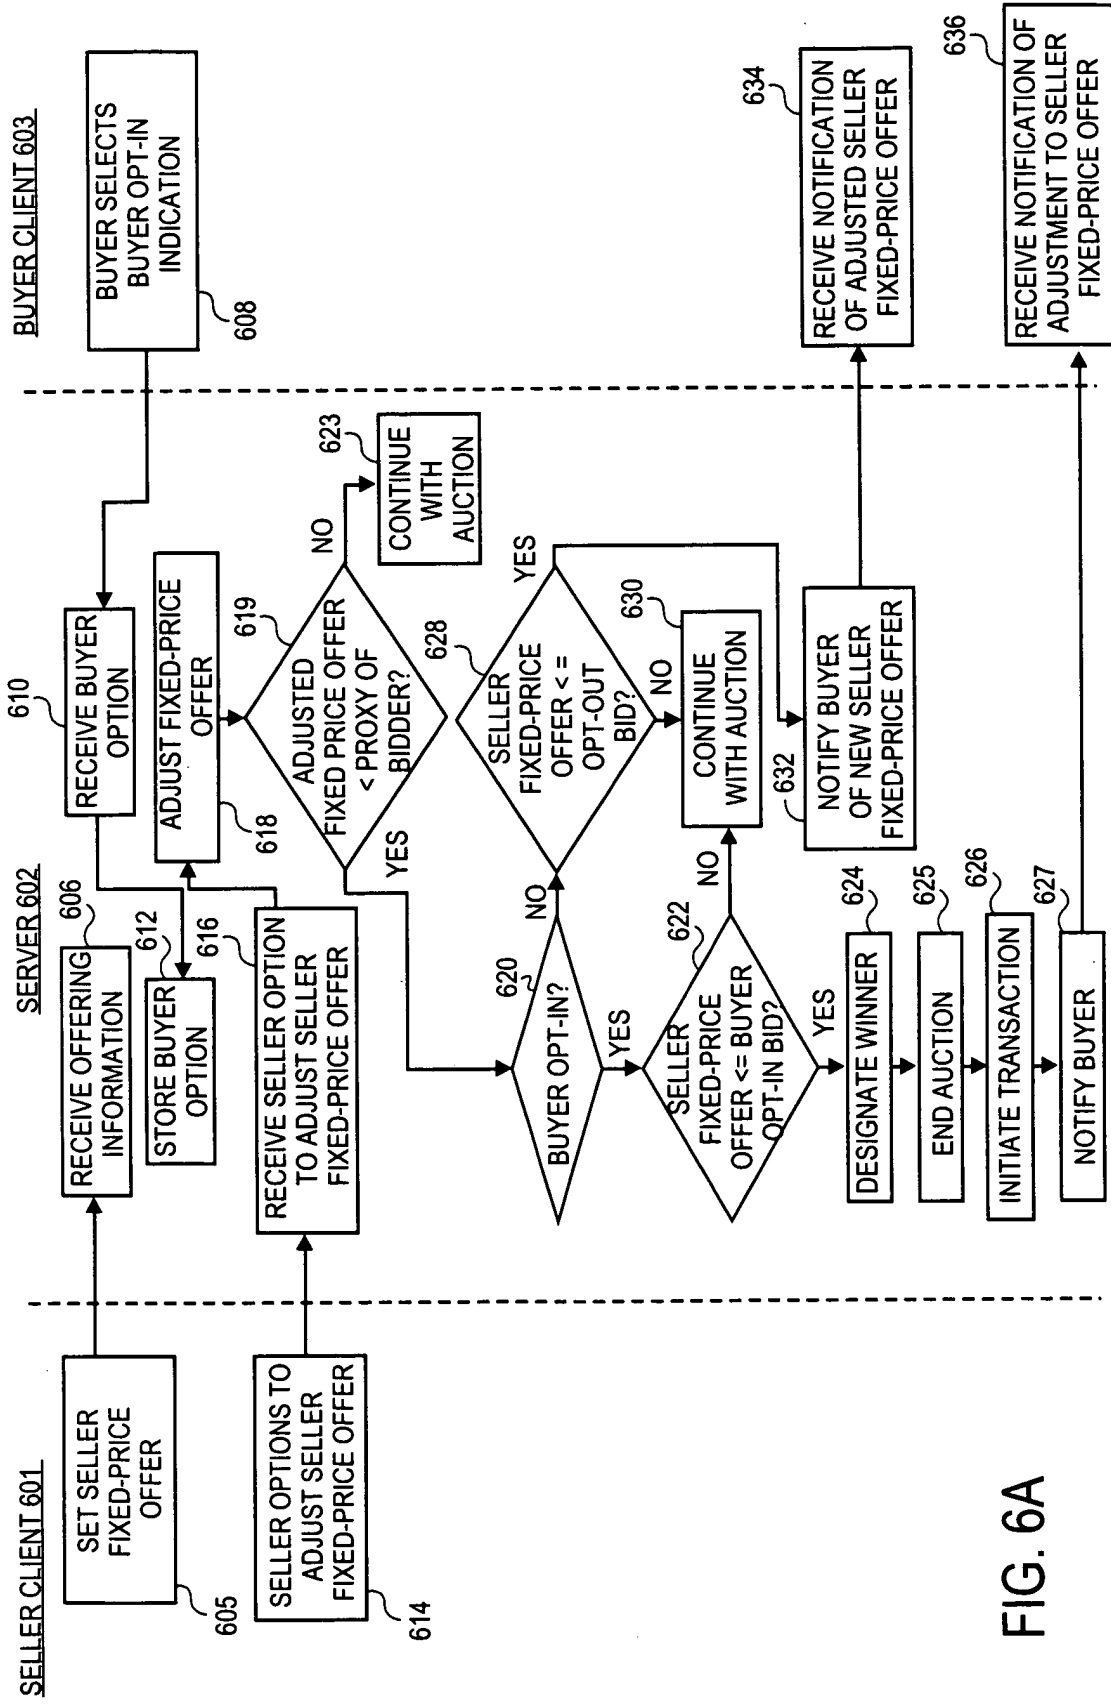 SELLER CLIENT 601
SERVER 602
BUYER CLIENT 603
SET SELLER
FIXED-PRICE
OFFER
605
RECEIVE OFFERING
INFORMATION
606
BUYER SELECTS
BUYER OPT-IN
INDICATION
608
RECEIVE BUYER
OPTION
610
STORE BUYER
OPTION
612
SELLER OPTIONS TO
ADJUST SELLER
FIXED-PRICE OFFER
614
RECEIVE SELLER OPTION
TO ADJUST SELLER
FIXED-PRICE OFFER
616
ADJUST FIXED-PRICE
OFFER
618
ADJUSTED
FIXED PRICE OFFER
< PROXY OF
BIDDER?
619
NO
YES
CONTINUE
WITH
AUCTION
623
BUYER OPT-IN?
620
NO
YES
SELLER
FIXED-PRICE
OFFER < =
OPT-OUT
BID?
628
YES
NO
SELLER
FIXED-PRICE
OFFER <= BUYER
OPT-IN BID?
622
NO
YES
CONTINUE
WITH AUCTION
630
NOTIFY BUYER
OF NEW SELLER
FIXED-PRICE OFFER
632
RECEIVE NOTIFICATION
OF ADJUSTED SELLER
FIXED-PRICE OFFER
634
DESIGNATE WINNER
624
END AUCTION
625
INITIATE TRANSACTION
626
NOTIFY BUYER
627
RECEIVE NOTIFICATION OF
ADJUSTMENT TO SELLER
FIXED-PRICE OFFER
636
FIG. 6A